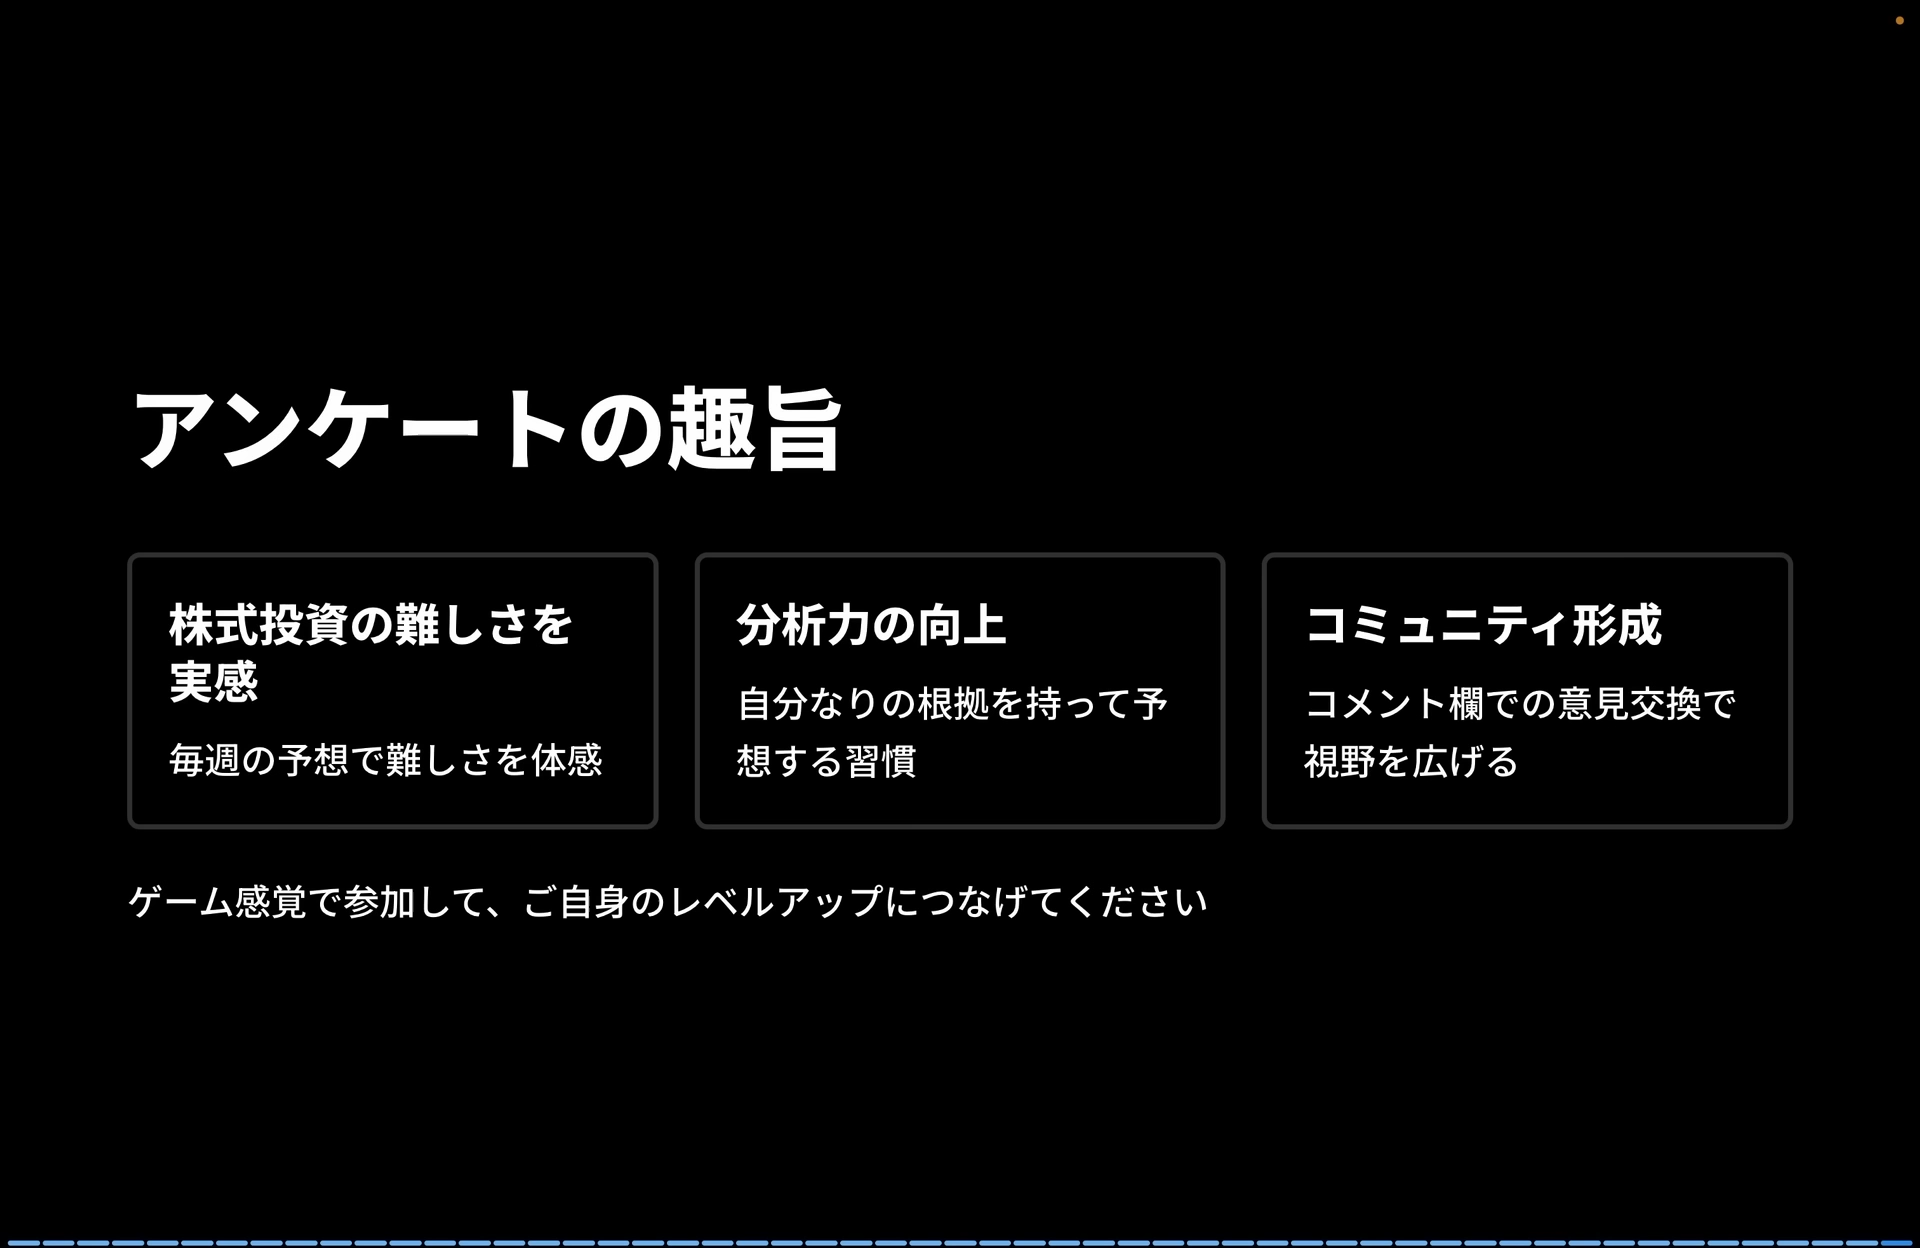 アンケートの趣旨
株式投資の難しさを
実感
毎週の予想で難しさを体感
分析力の向上
自分なりの根拠を持って予
想する習慣
コミュニティ形成
コメント欄での意見交換で
視野を広げる
ゲーム感覚で参加して、ご自身のレベルアップにつなげてください